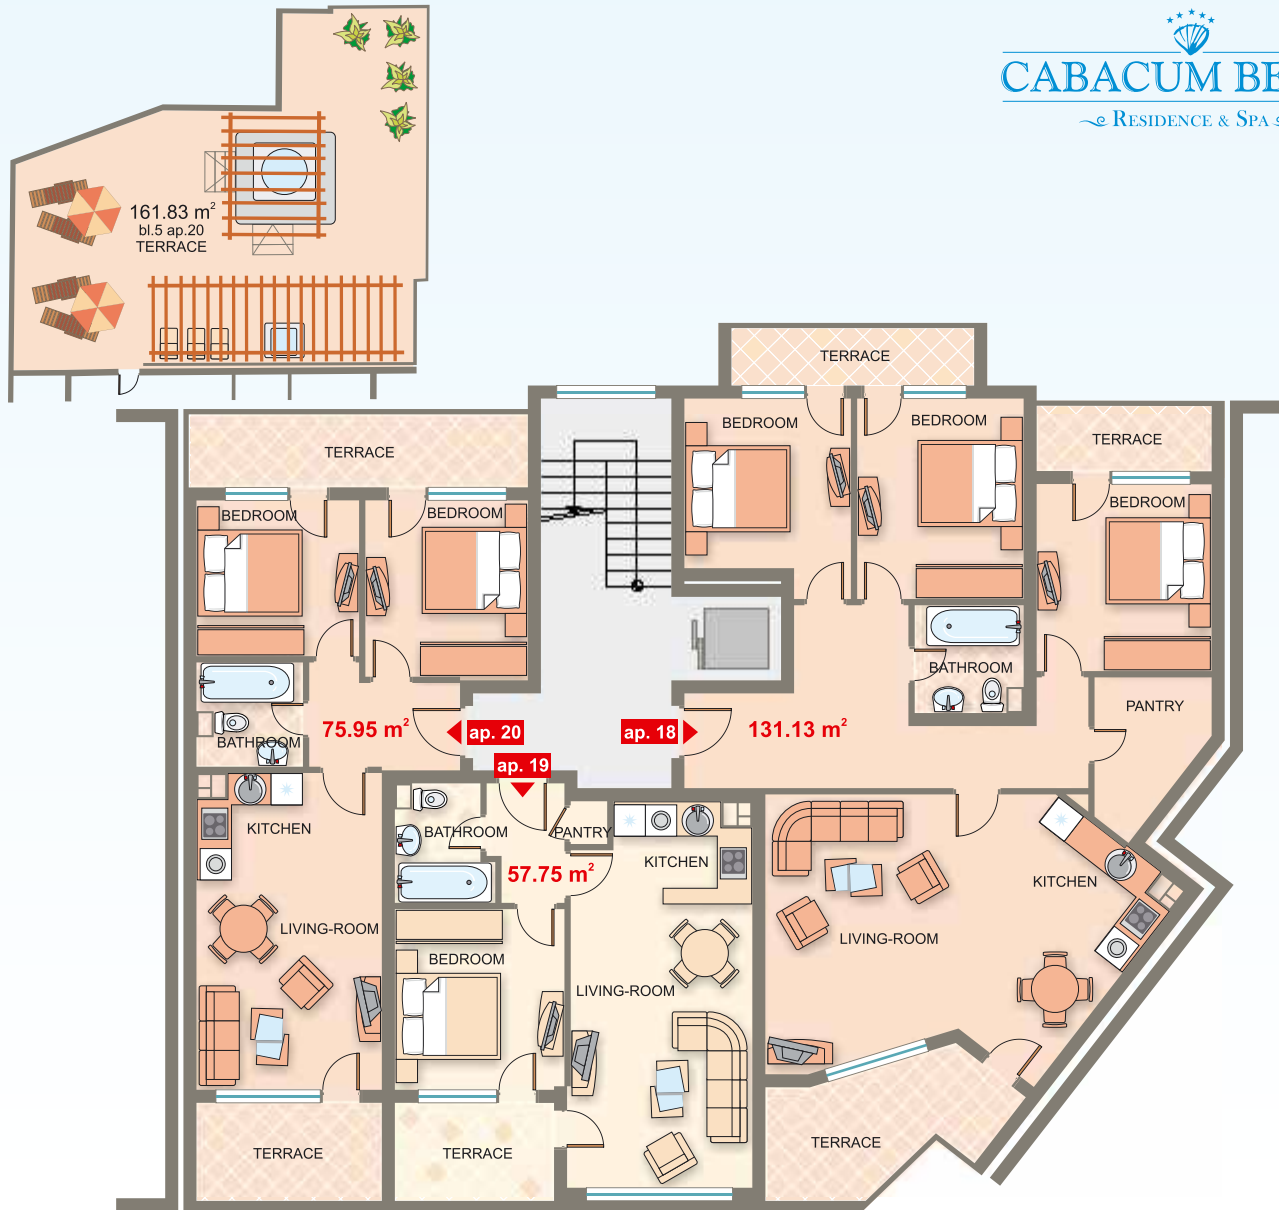 CABACUM BE
RESIDENCE & SPA
161.83 m²
bl.5 ap.20
TERRACE
TERRACE
BEDROOM
BEDROOM
TERRACE
BEDROOM
TERRACE
BEDROOM
BEDROOM
BATHROOM
PANTRY
75.95 m²
ap. 20
ap. 18
131.13 m²
BATHROOM
ap. 19
KITCHEN
BATHROOM
PANTRY
KITCHEN
57.75 m²
KITCHEN
LIVING-ROOM
LIVING-ROOM
BEDROOM
LIVING-ROOM
TERRACE
TERRACE
TERRACE